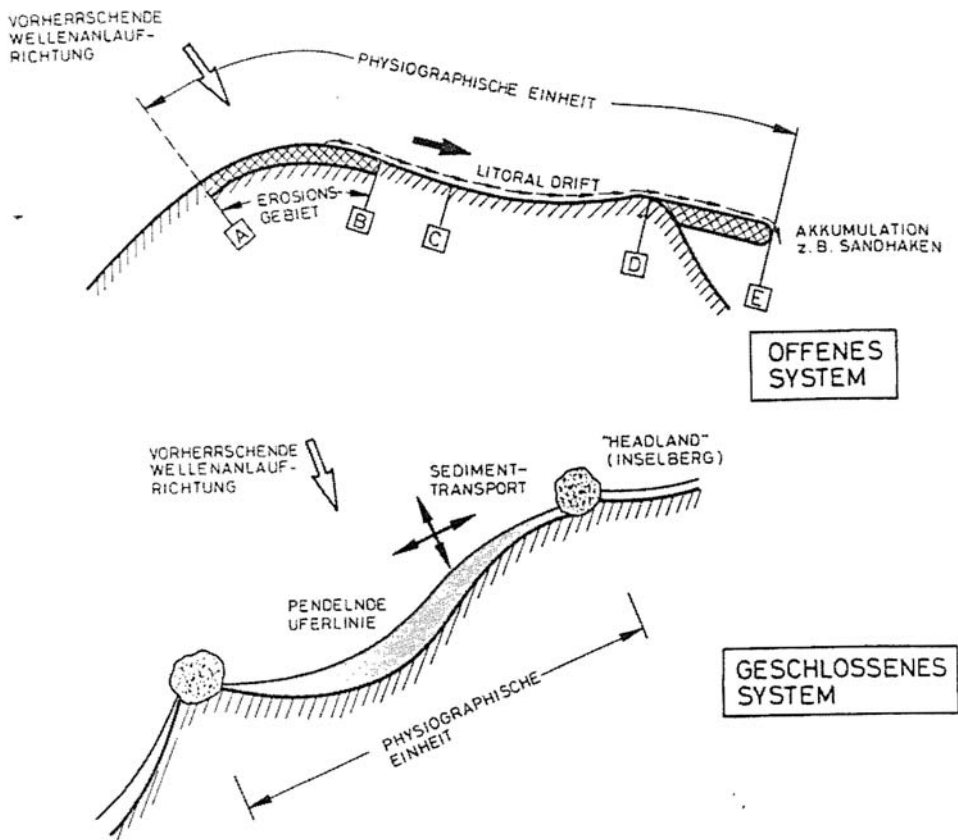 VORHERRSCHENDE
WELLENANLAUF-
RICHTUNG
PHYSIOGRAPHISCHE EINHEIT
LITORAL DRIFT
EROSIONS-
GEBIET
A
B
C
D
E
AKKUMULATION
z. B. SANDHAKEN
OFFENES
SYSTEM
VORHERRSCHENDE
WELLENANLAUF-
RICHTUNG
SEDIMENT-
TRANSPORT
"HEADLAND"
(INSELBERG)
PENDELNDE
UFERLINIE
PHYSIOGRAPHISCHE
EINHEIT
GESCHLOSSENES
SYSTEM